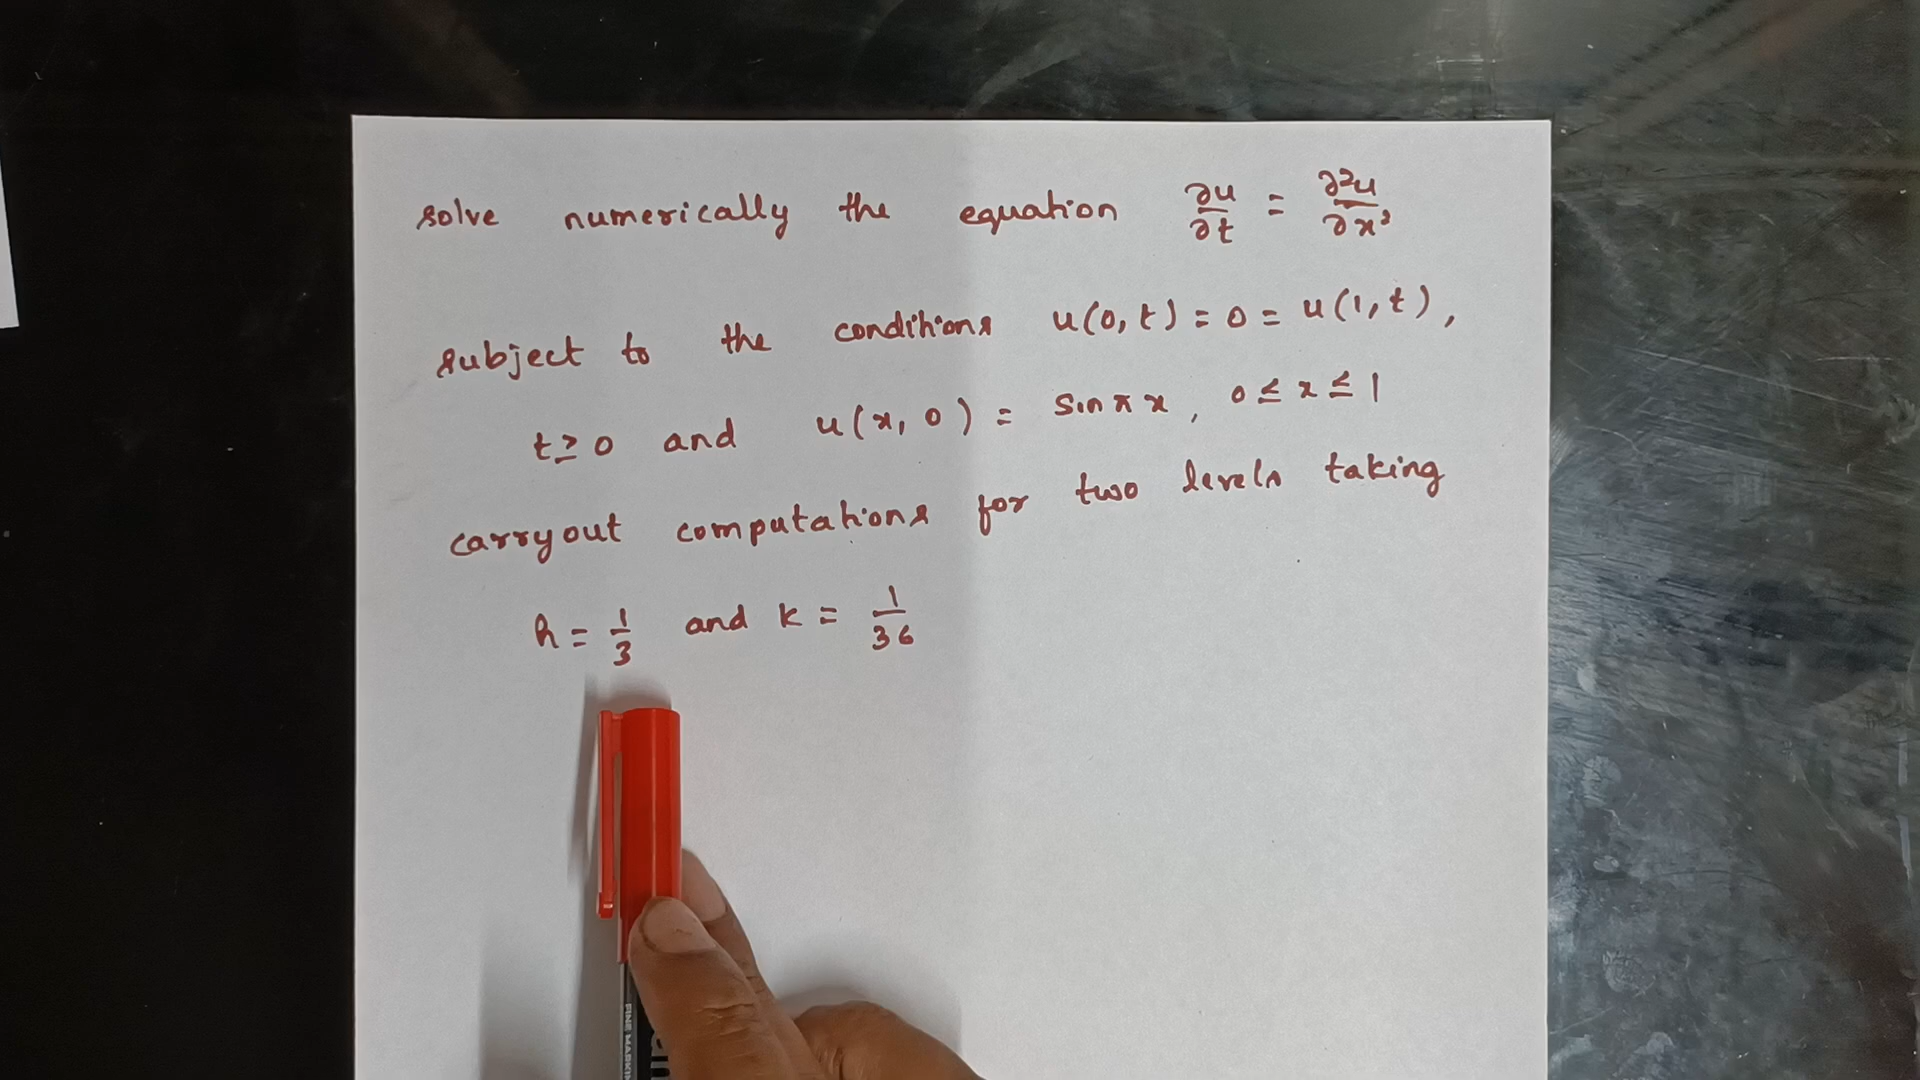 solve numerically the equation ∂u/∂t = ∂²u/∂x²
subject to the conditions u(0,t) = 0 = u(1,t),
t ≥ 0 and u(x,0) = sin π x, 0 ≤ x ≤ 1
carryout computations for two levels taking
h = 1/3 and k = 1/36
FINE